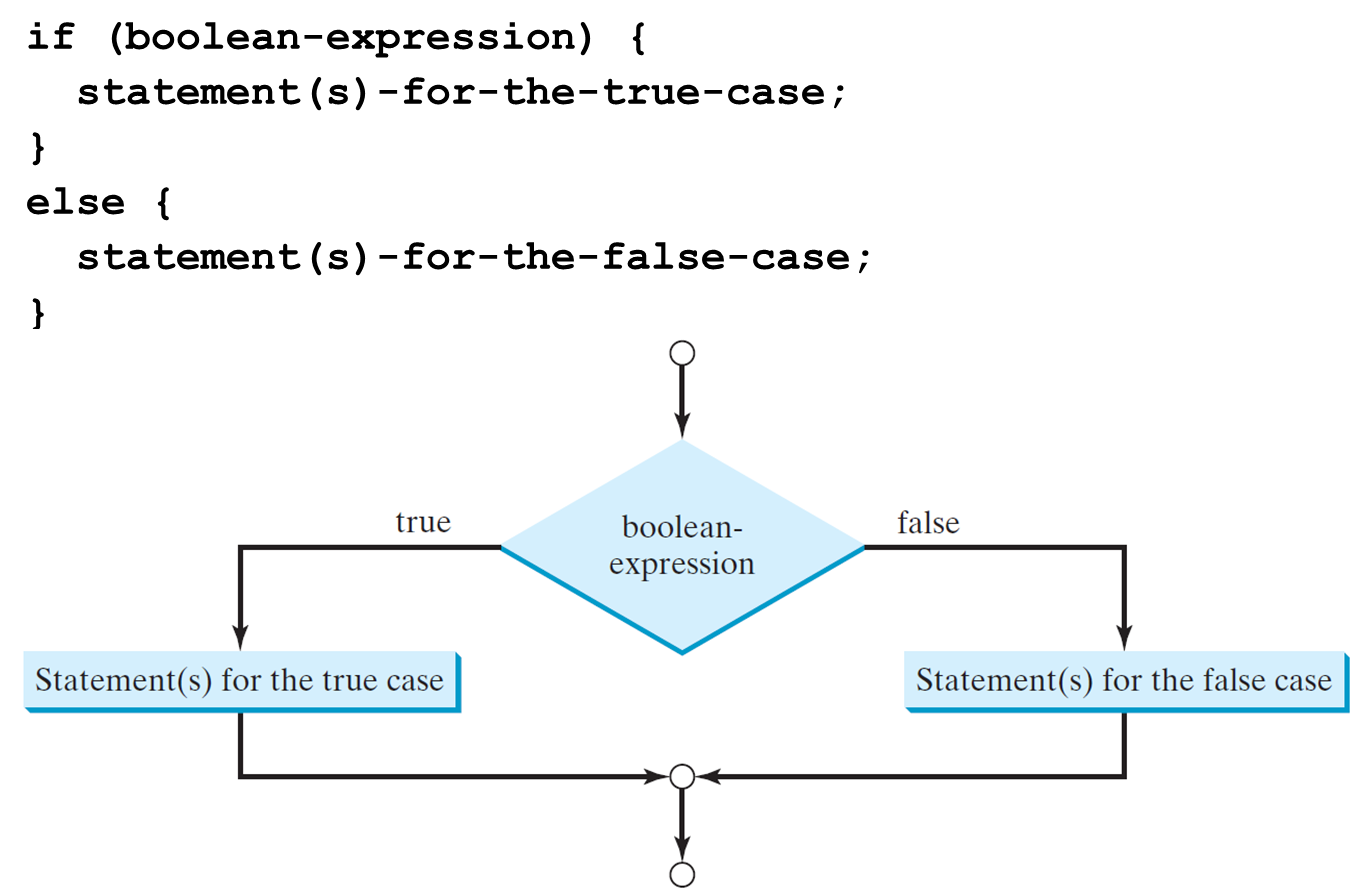 if (boolean-expression) {
  statement(s)-for-the-true-case;
}
else {
  statement(s)-for-the-false-case;
}
true
boolean-
expression
false
Statement(s) for the true case
Statement(s) for the false case